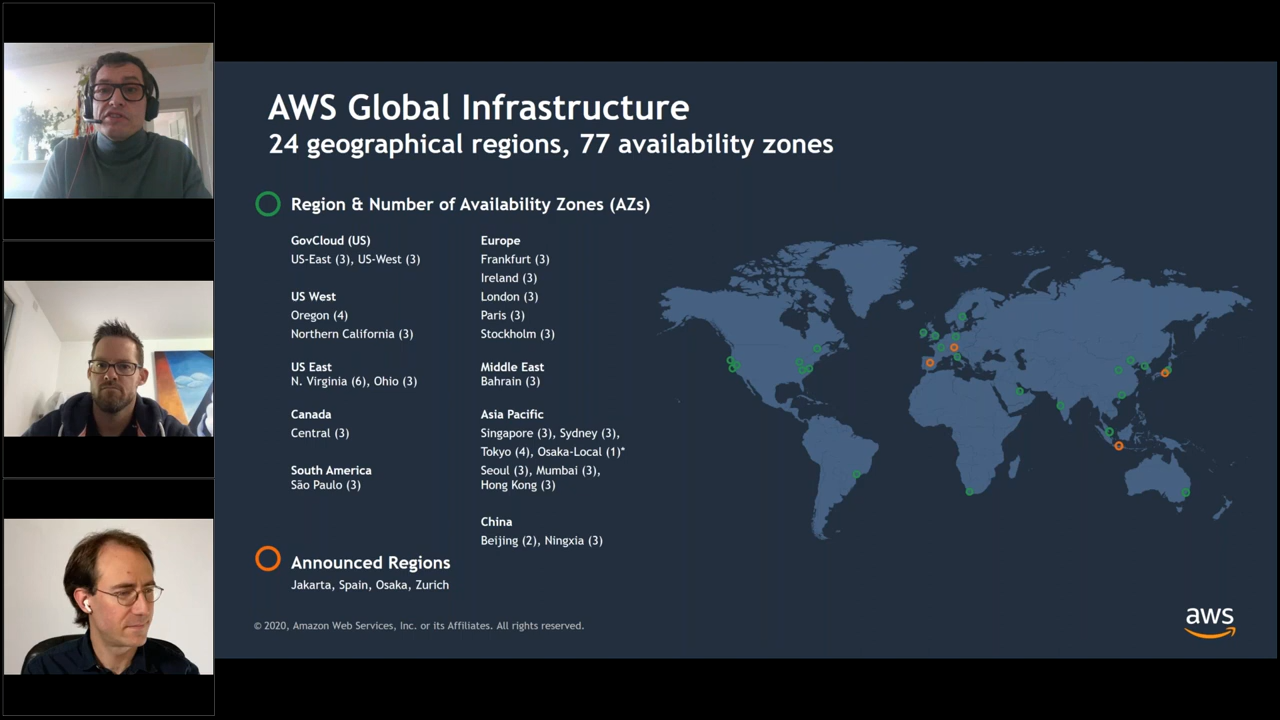 AWS Global Infrastructure
24 geographical regions, 77 availability zones
Region & Number of Availability Zones (AZs)
GovCloud (US)
US-East (3), US-West (3)
US West
Oregon (4)
Northern California (3)
US East
N. Virginia (6), Ohio (3)
Canada
Central (3)
South America
São Paulo (3)
Europe
Frankfurt (3)
Ireland (3)
London (3)
Paris (3)
Stockholm (3)
Middle East
Bahrain (3)
Asia Pacific
Singapore (3), Sydney (3),
Tokyo (4), Osaka-Local (1)*
Seoul (3), Mumbai (3),
Hong Kong (3)
China
Beijing (2), Ningxia (3)
Announced Regions
Jakarta, Spain, Osaka, Zurich
© 2020, Amazon Web Services, Inc. or its Affiliates. All rights reserved.
aws